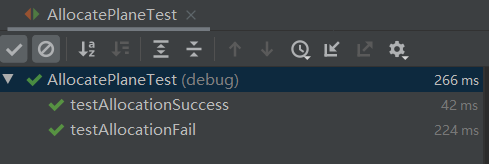 AllocatePlaneTest
AllocatePlaneTest (debug) 266 ms
testAllocationSuccess 42 ms
testAllocationFail 224 ms